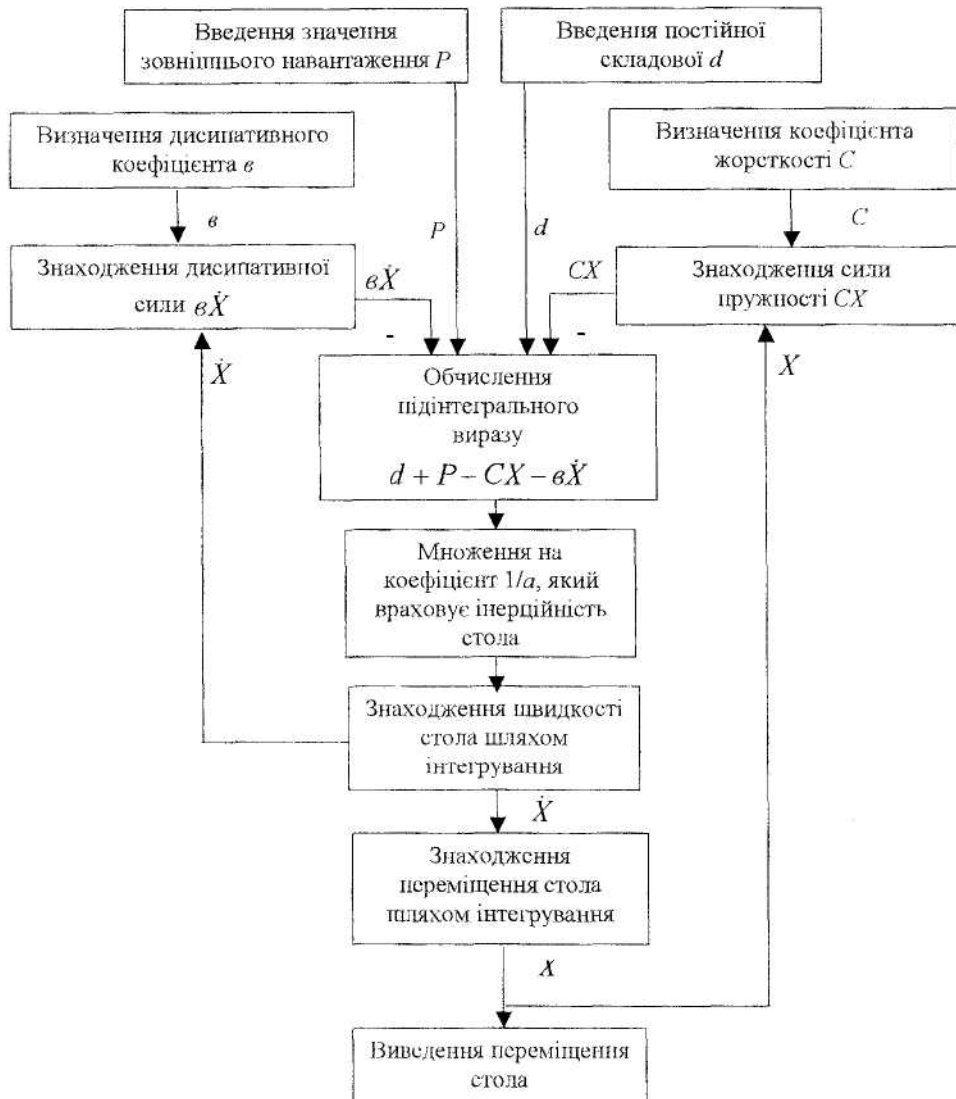 Введення значення
зовнішнього навантаження P
Введення постійної
складової d
Визначення дисипативного
коефіцієнта в
Визначення коефіцієнта
жорсткості C
в
P
d
C
Знаходження дисипативної
сили вẊ
вẊ
CX
Знаходження сили
пружності CX
-
-
Ẋ
X
Обчислення
підінтегрального
виразу
d + P − CX − вẊ
Множення на
коефіцієнт 1/a, який
враховує інерційність
стола
Знаходження швидкості
стола шляхом
інтегрування
Ẋ
Знаходження
переміщення стола
шляхом інтегрування
X
Виведення переміщення
стола